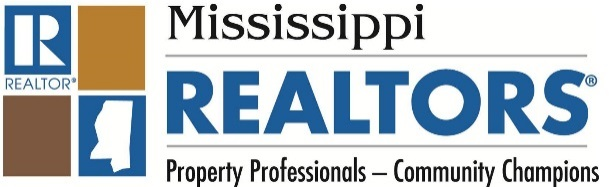 R
REALTOR®
Mississippi
REALTORS®
Property Professionals – Community Champions